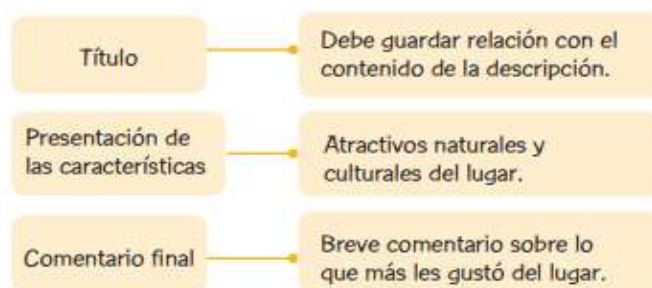 Título
Debe guardar relación con el
contenido de la descripción.
Presentación de
las características
Atractivos naturales y
culturales del lugar.
Comentario final
Breve comentario sobre lo
que más les gustó del lugar.